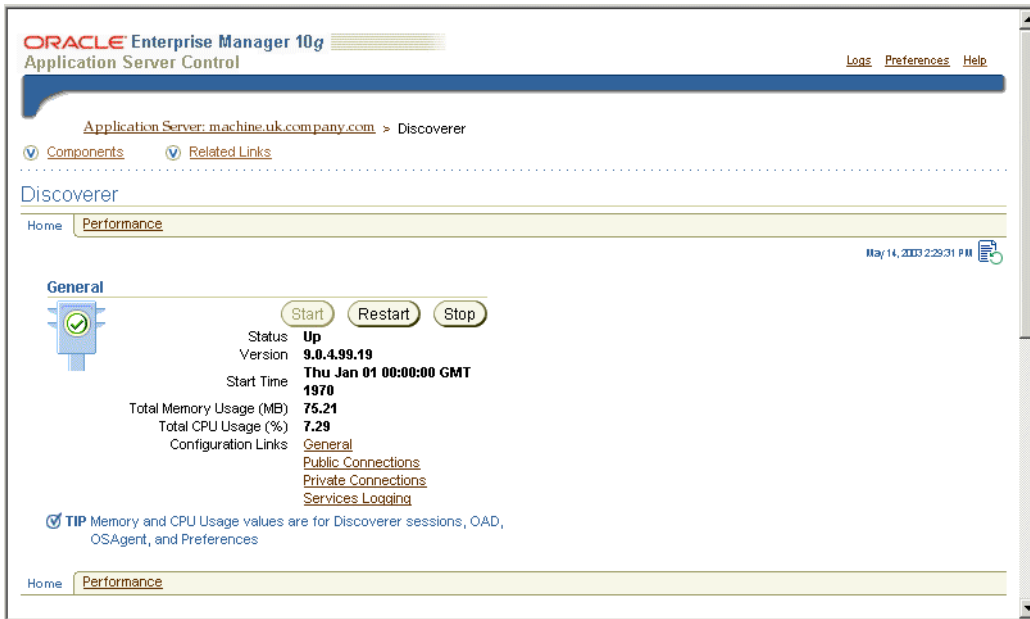 ORACLE Enterprise Manager 10g
Application Server Control
Logs Preferences Help
Application Server: machine.uk.company.com > Discoverer
Components Related Links
Discoverer
Home Performance
May 14, 2003 2:29:31 PM
General
Start Restart Stop
Status Up
Version 9.0.4.99.19
Start Time Thu Jan 01 00:00:00 GMT
1970
Total Memory Usage (MB) 75.21
Total CPU Usage (%) 7.29
Configuration Links General
Public Connections
Private Connections
Services Logging
TIP Memory and CPU Usage values are for Discoverer sessions, OAD,
OSAgent, and Preferences
Home Performance